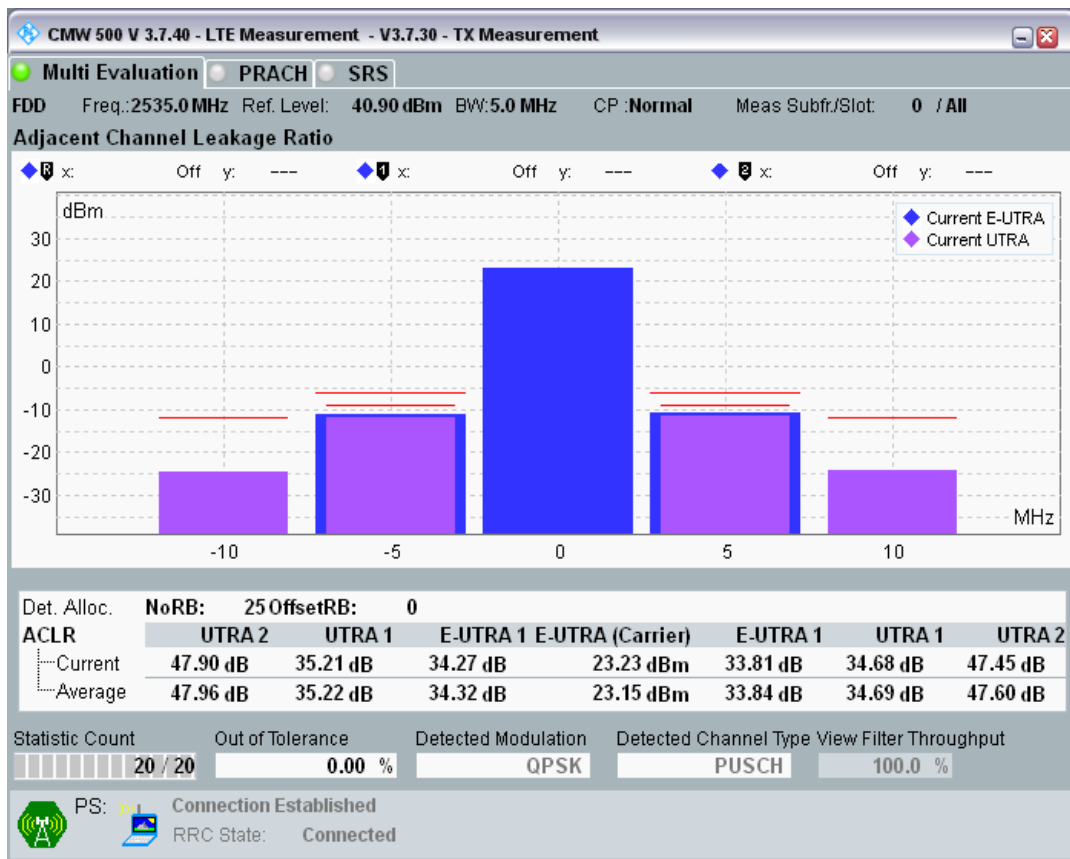 CMW 500 V 3.7.40 - LTE Measurement - V3.7.30 - TX Measurement
Multi Evaluation PRACH SRS
FDD Freq.:2535.0 MHz Ref. Level: 40.90 dBm BW:5.0 MHz CP :Normal Meas Subfr./Slot: 0 / All
Adjacent Channel Leakage Ratio
R x: Off y: --- 1 x: Off y: --- 2 x: Off y: ---
dBm
Current E-UTRA
Current UTRA
30
20
10
0
-10
-20
-30
MHz
-10 -5 0 5 10
Det. Alloc. NoRB: 25 OffsetRB: 0
ACLR UTRA 2 UTRA 1 E-UTRA 1 E-UTRA (Carrier) E-UTRA 1 UTRA 1 UTRA 2
Current 47.90 dB 35.21 dB 34.27 dB 23.23 dBm 33.81 dB 34.68 dB 47.45 dB
Average 47.96 dB 35.22 dB 34.32 dB 23.15 dBm 33.84 dB 34.69 dB 47.60 dB
Statistic Count Out of Tolerance Detected Modulation Detected Channel Type View Filter Throughput
20 / 20 0.00 % QPSK PUSCH 100.0 %
PS: Connection Established
RRC State: Connected